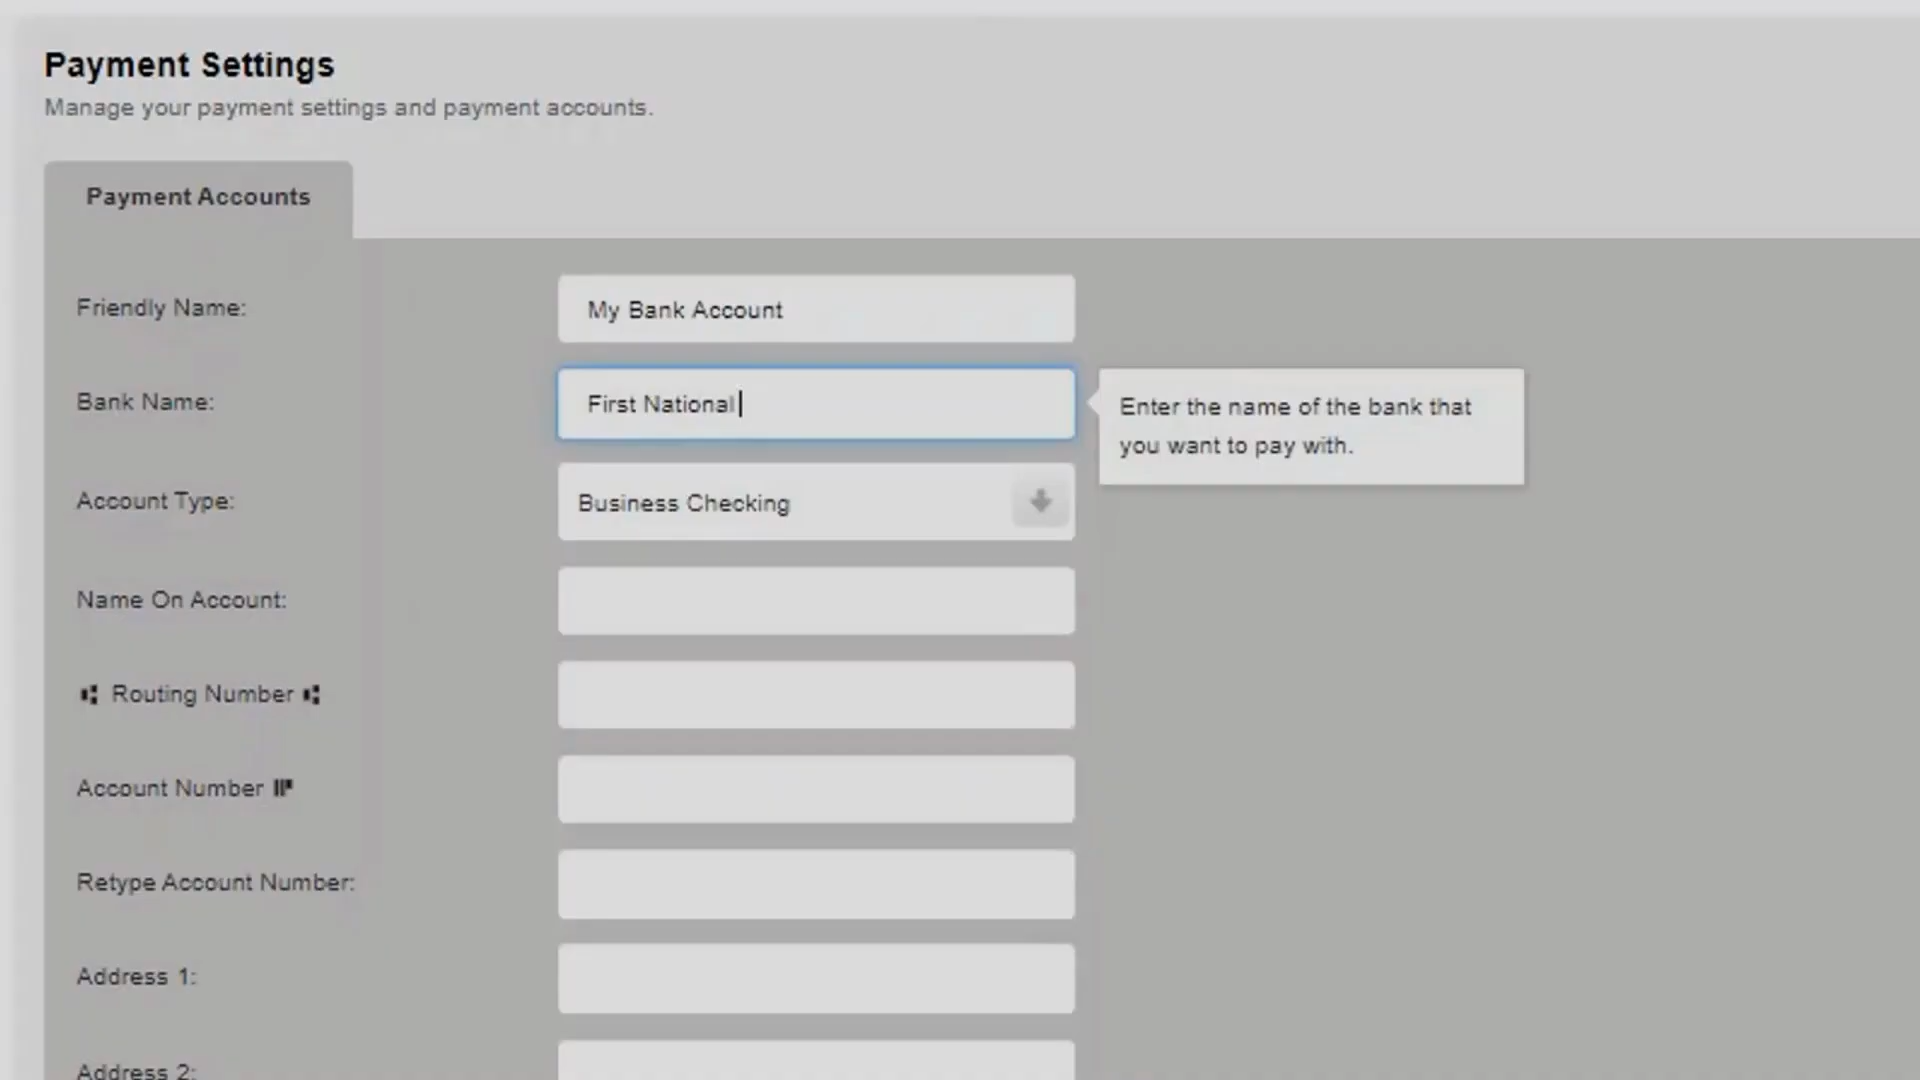 Payment Settings
Manage your payment settings and payment accounts.
Payment Accounts
Friendly Name:
My Bank Account
Bank Name:
First National
Enter the name of the bank that
you want to pay with.
Account Type:
Business Checking
Name On Account:
⑆ Routing Number ⑆
Account Number ⑈
Retype Account Number:
Address 1:
Address 2: